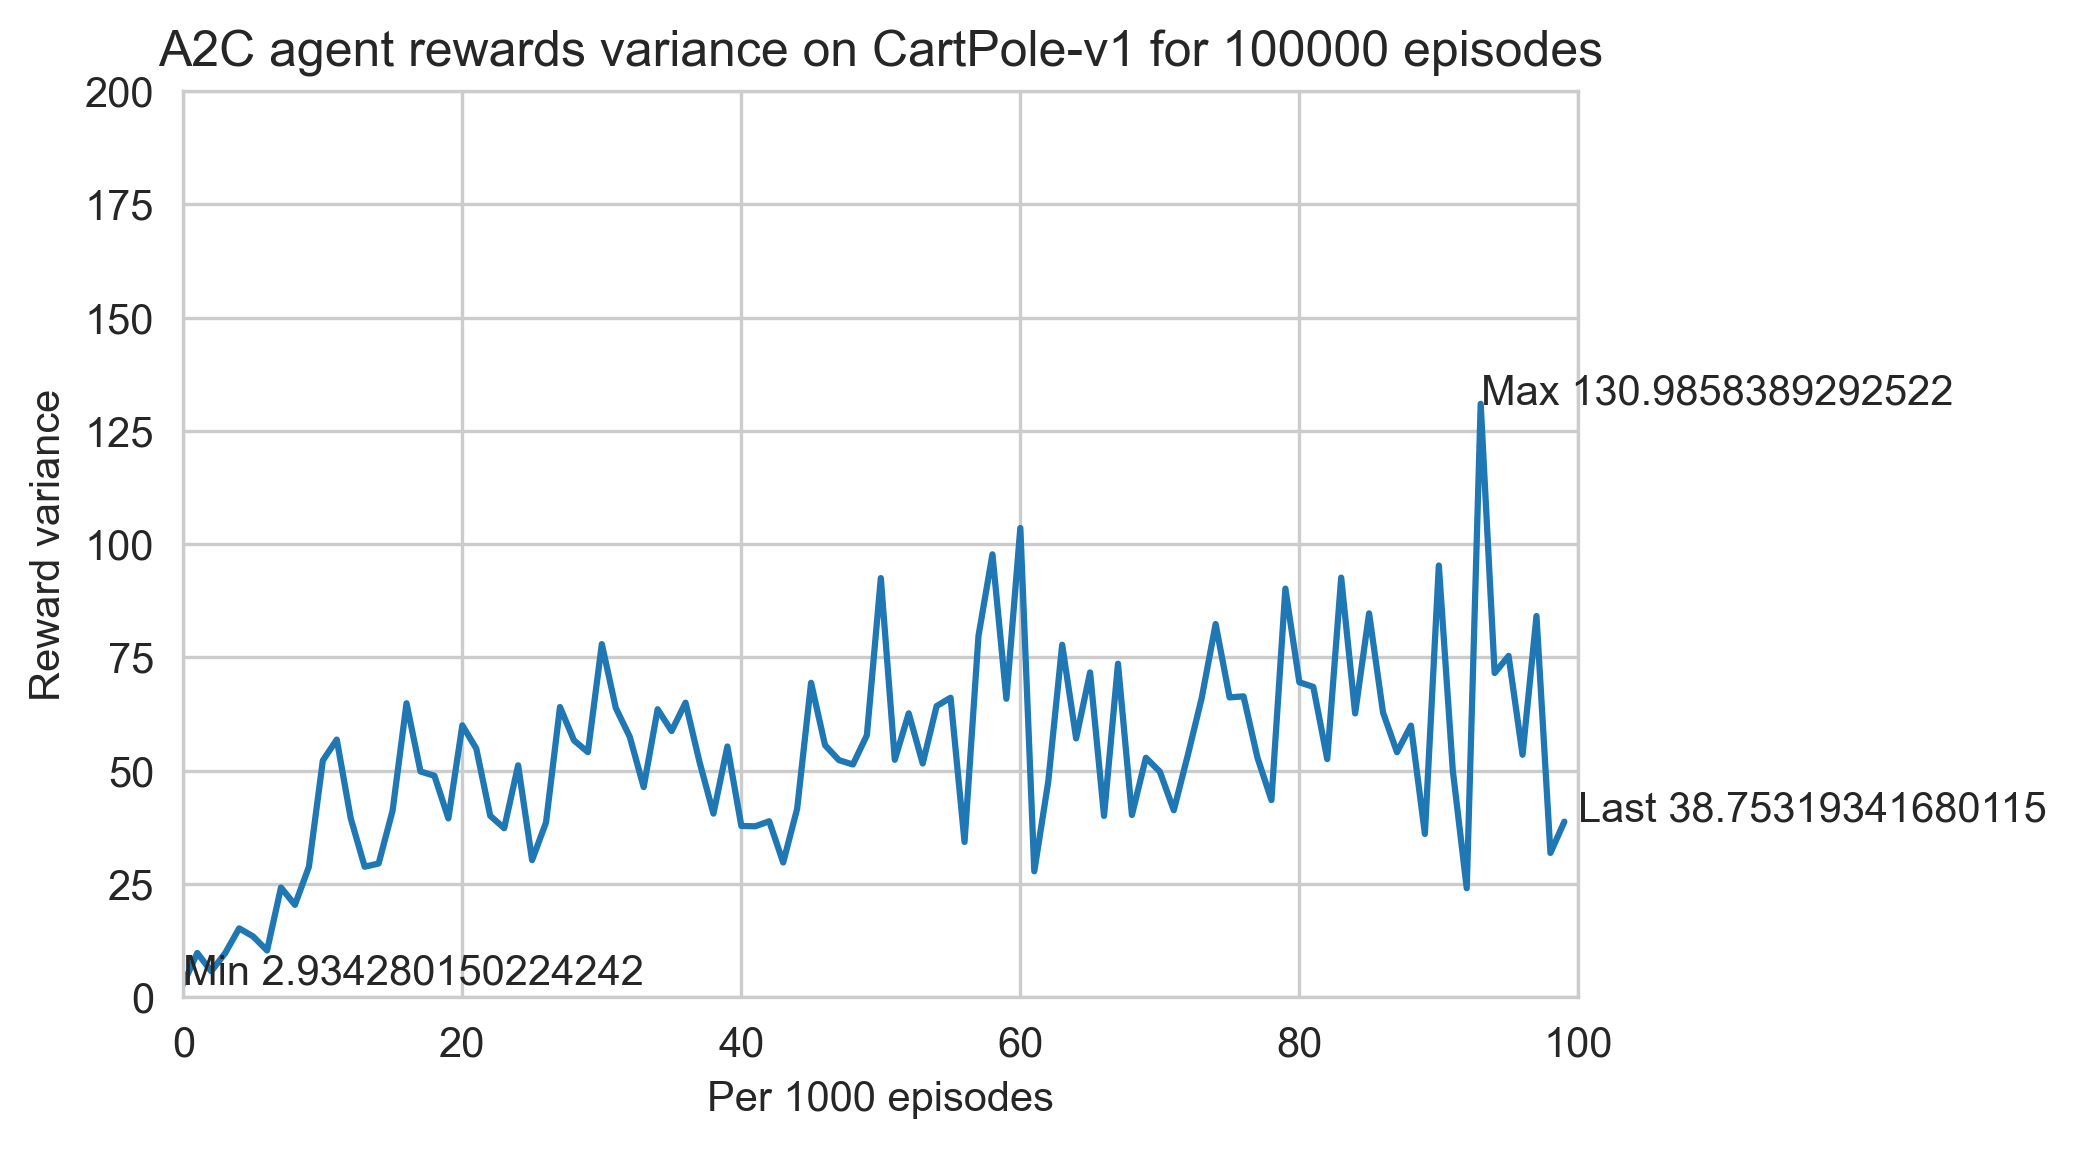 A2C agent rewards variance on CartPole-v1 for 100000 episodes
200
175
150
Max 130.9858389292522
125
Reward variance
100
75
50
Last 38.75319341680115
25
Min 2.934280150224242
0
0 20 40 60 80 100
Per 1000 episodes